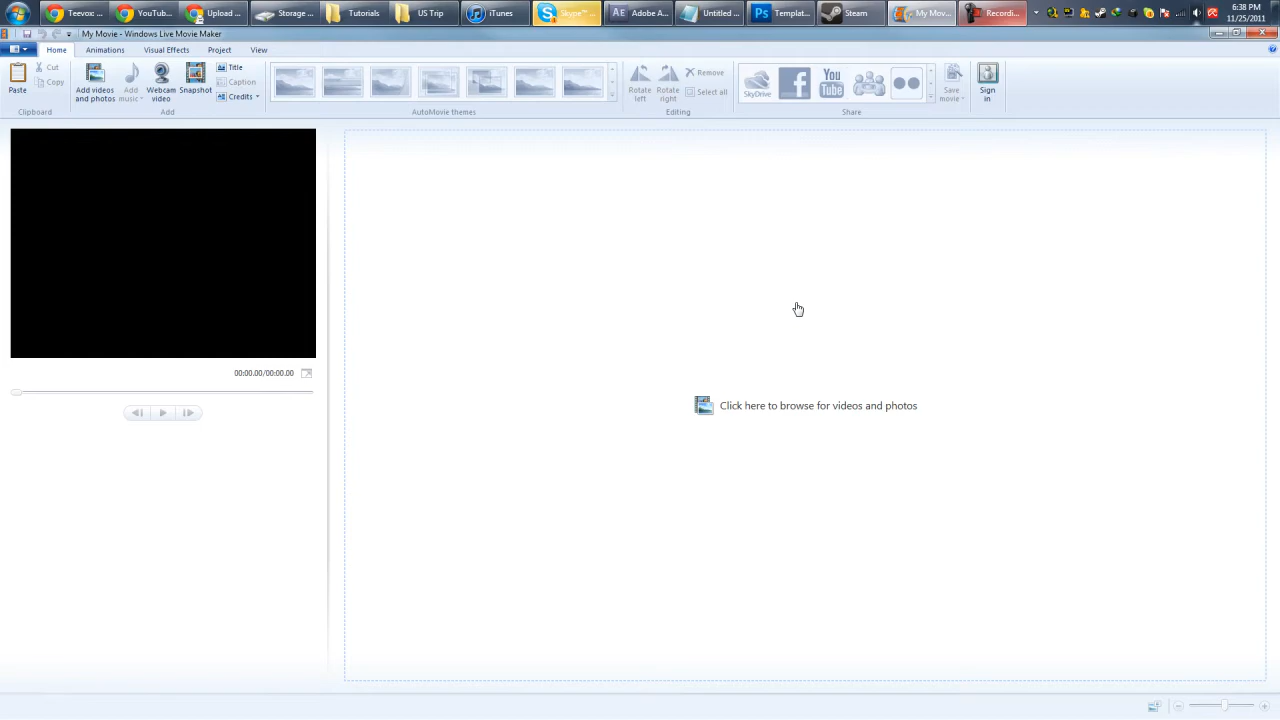 Teevox ... YouTub... Upload ... Storage ... Tutorials US Trip iTunes Skype™ ... Adobe A... Untitled ... Templat... Steam My Mov... Recordi... 6:38 PM
11/25/2011
My Movie - Windows Live Movie Maker
Home Animations Visual Effects Project View
Paste Cut Copy
Clipboard
Add videos and photos Add music Webcam video Snapshot Title Caption Credits
Add
AutoMovie themes
Rotate left Rotate right Remove Select all
Editing
SkyDrive You Tube Save movie
Share
Sign in
00:00.00/00:00.00
Click here to browse for videos and photos